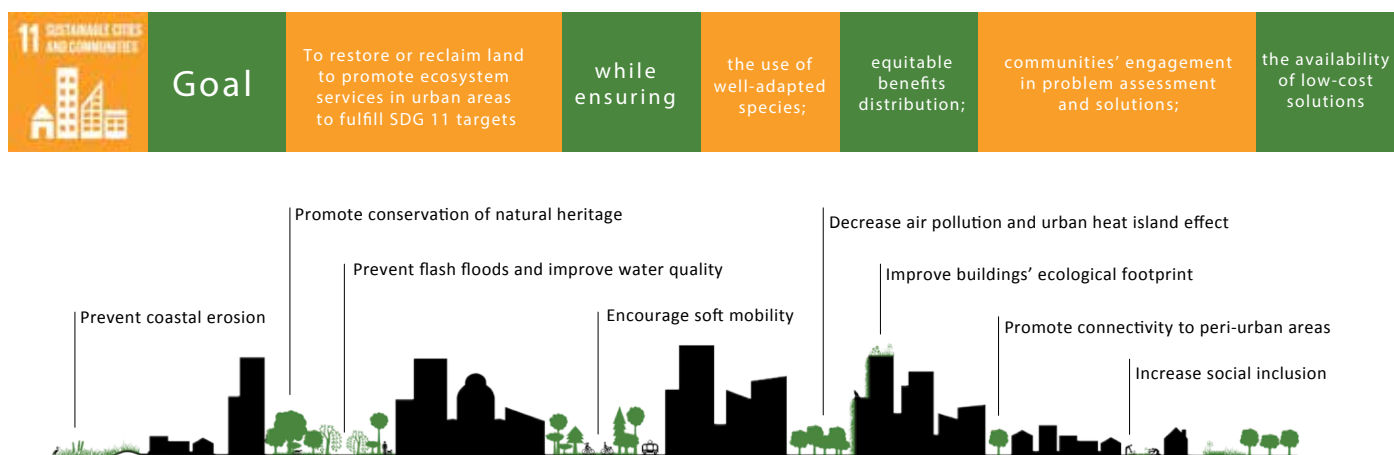 11 SUSTAINABLE CITIES
AND COMMUNITIES
Goal
To restore or reclaim land
to promote ecosystem
services in urban areas
to fulfill SDG 11 targets
while
ensuring
the use of
well-adapted
species;
equitable
benefits
distribution;
communities’ engagement
in problem assessment
and solutions;
the availability
of low-cost
solutions
Promote conservation of natural heritage
Decrease air pollution and urban heat island effect
Prevent flash floods and improve water quality
Improve buildings’ ecological footprint
Prevent coastal erosion
Encourage soft mobility
Promote connectivity to peri-urban areas
Increase social inclusion